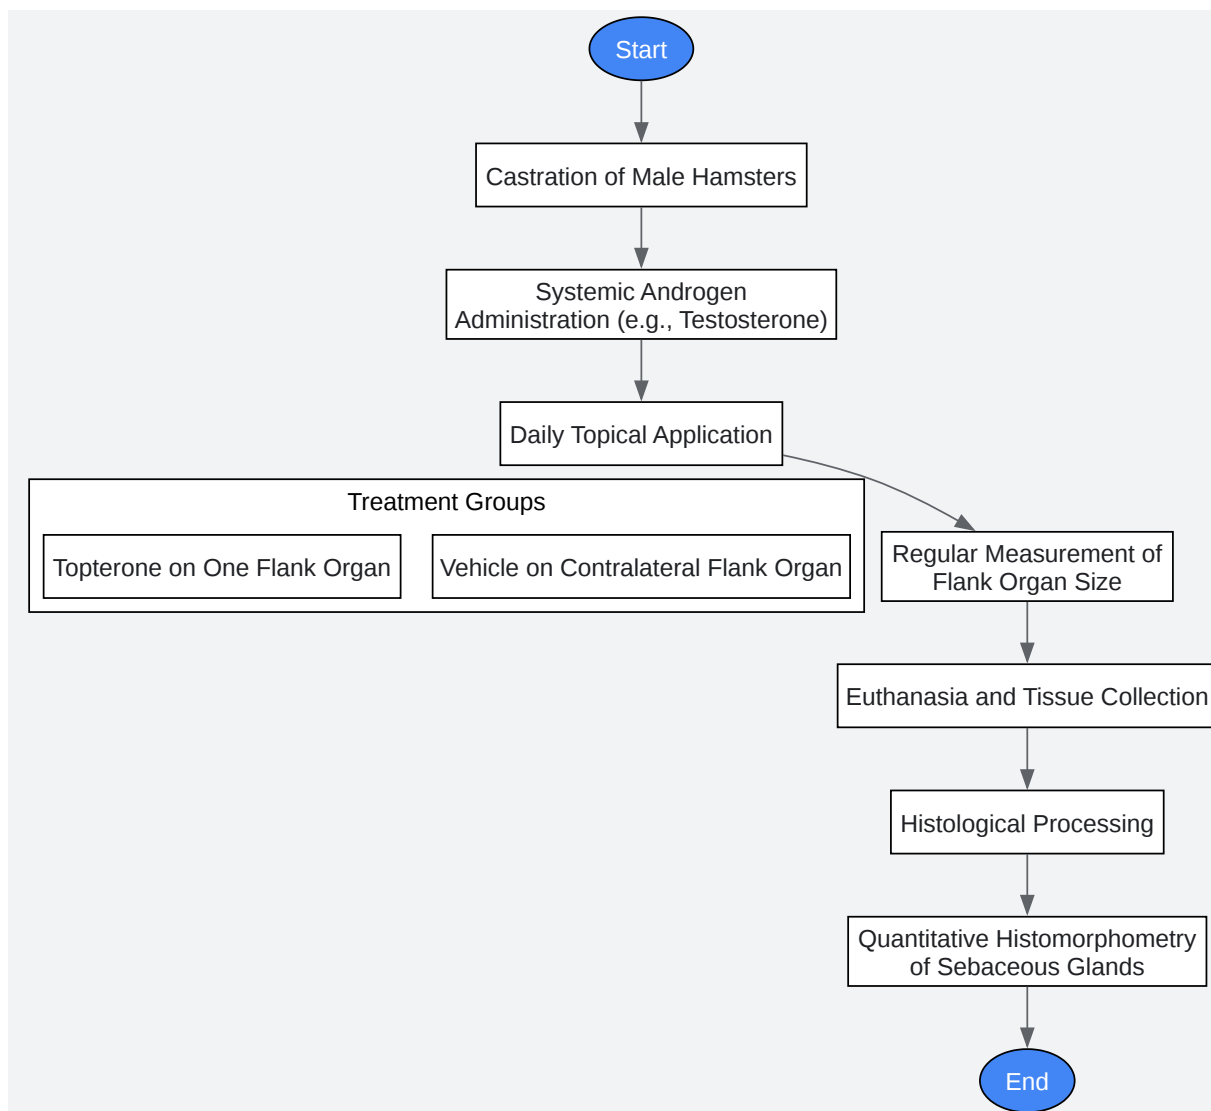 Start
Castration of Male Hamsters
Systemic Androgen
Administration (e.g., Testosterone)
Daily Topical Application
Treatment Groups
Topterone on One Flank Organ
Vehicle on Contralateral Flank Organ
Regular Measurement of
Flank Organ Size
Euthanasia and Tissue Collection
Histological Processing
Quantitative Histomorphometry
of Sebaceous Glands
End